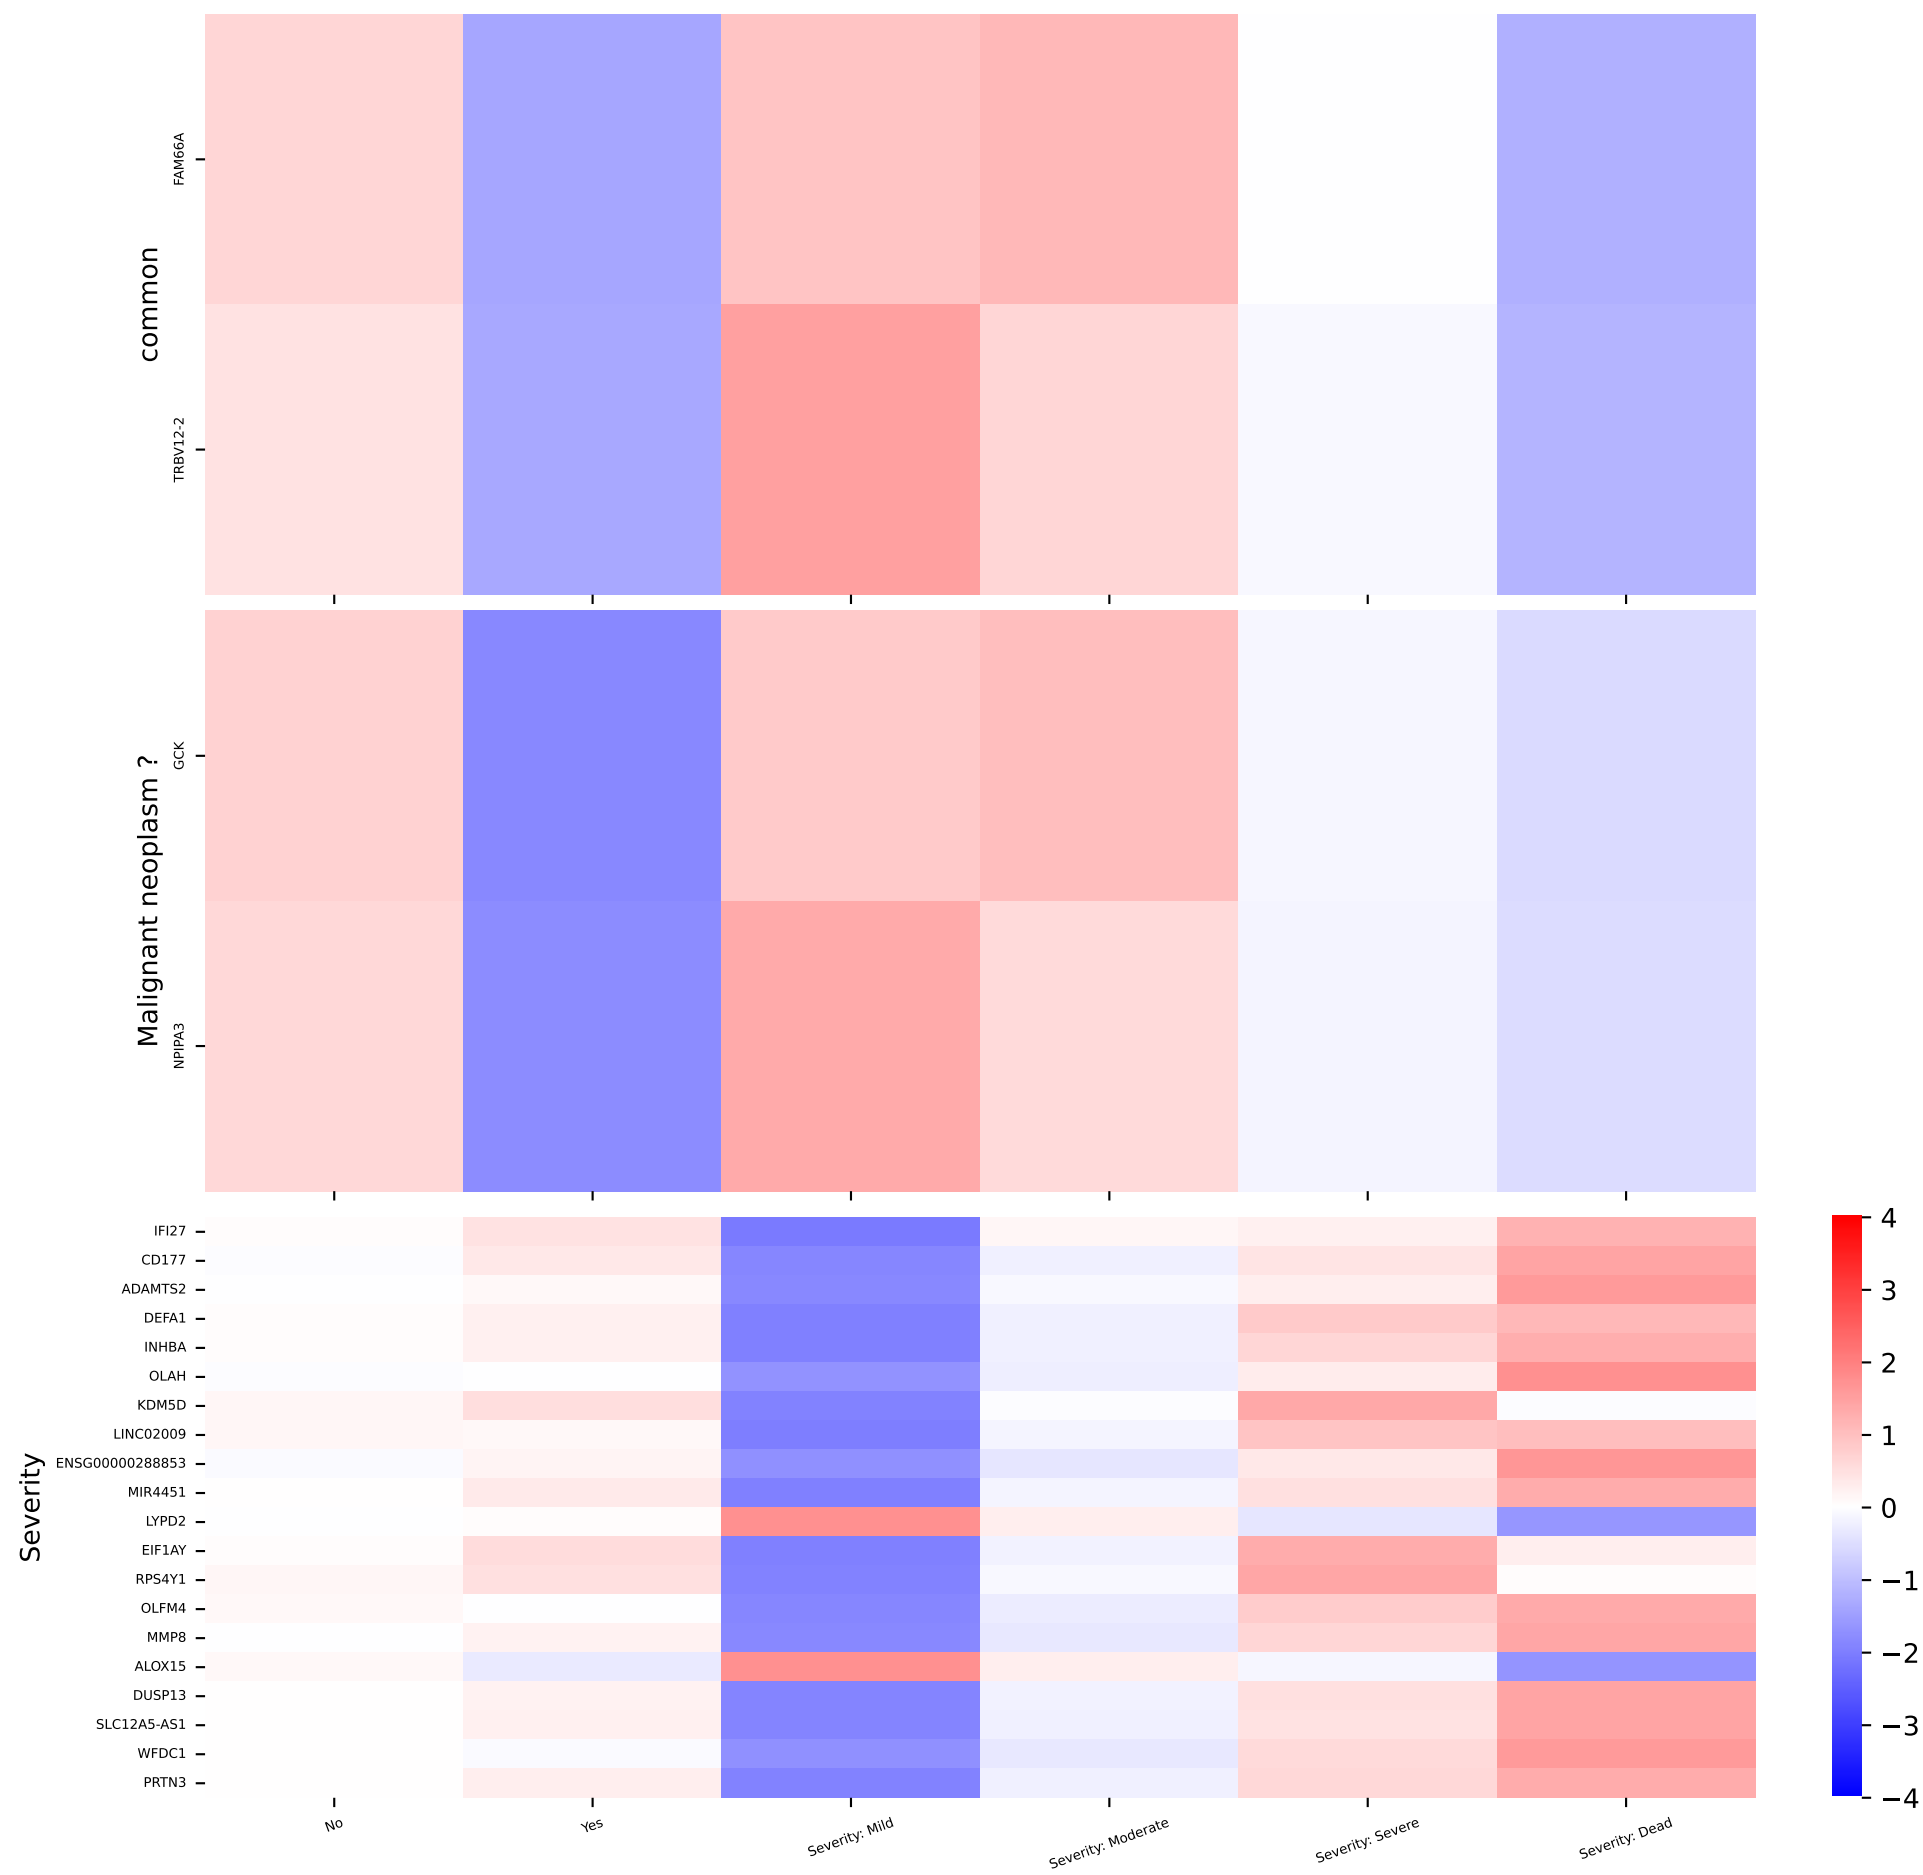 common
FAM66A
TRBV12-2
Malignant neoplasm ?
GCK
NPIPA3
Severity
IFI27
CD177
ADAMTS2
DEFA1
INHBA
OLAH
KDM5D
LINC02009
ENSG00000288853
MIR4451
LYPD2
EIF1AY
RPS4Y1
OLFM4
MMP8
ALOX15
DUSP13
SLC12A5-AS1
WFDC1
PRTN3
No
Yes
Severity: Mild
Severity: Moderate
Severity: Severe
Severity: Dead
4
3
2
1
0
−1
−2
−3
−4